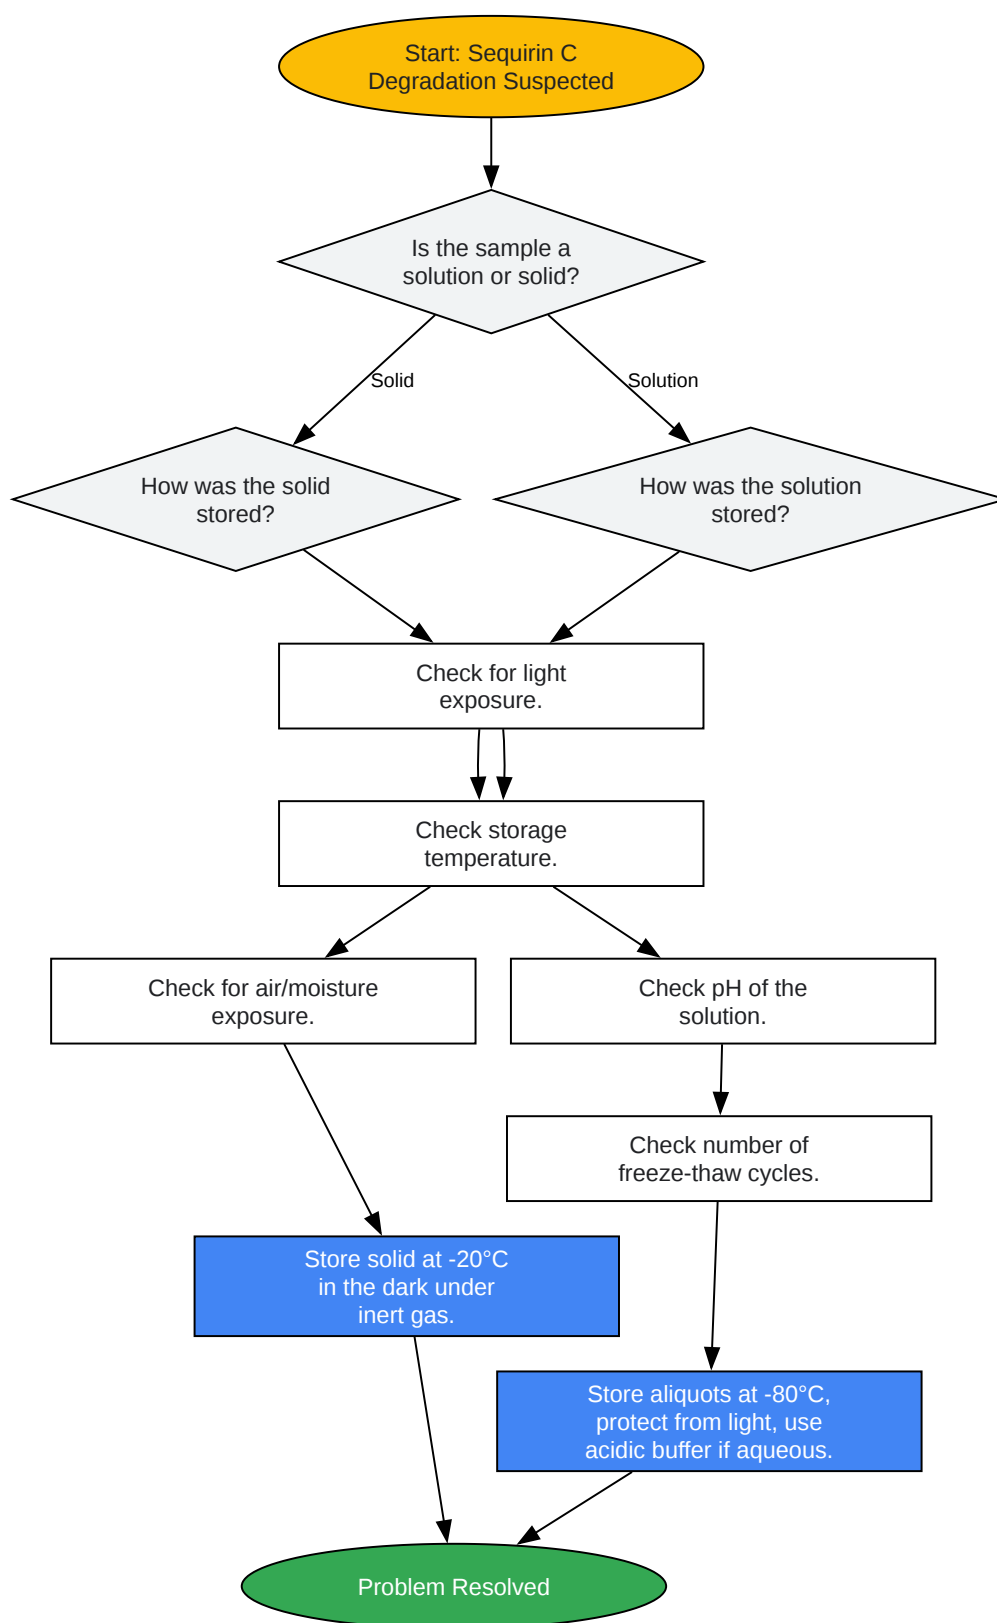 Start: Sequirin C
Degradation Suspected
Is the sample a
solution or solid?
Solid
Solution
How was the solid
stored?
How was the solution
stored?
Check for light
exposure.
Check storage
temperature.
Check for air/moisture
exposure.
Check pH of the
solution.
Check number of
freeze-thaw cycles.
Store solid at -20°C
in the dark under
inert gas.
Store aliquots at -80°C,
protect from light, use
acidic buffer if aqueous.
Problem Resolved